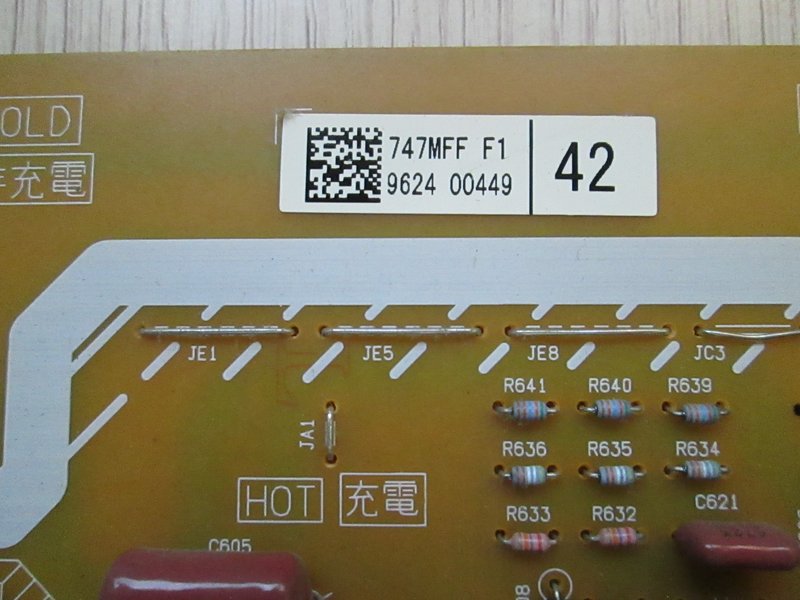 OLD
充電
747MFF F1
9624 00449
42
JE1
JE5
JE8
JC3
R641
R640
R639
JA1
R636
R635
R634
HOT
充電
R633
R632
C621
C605